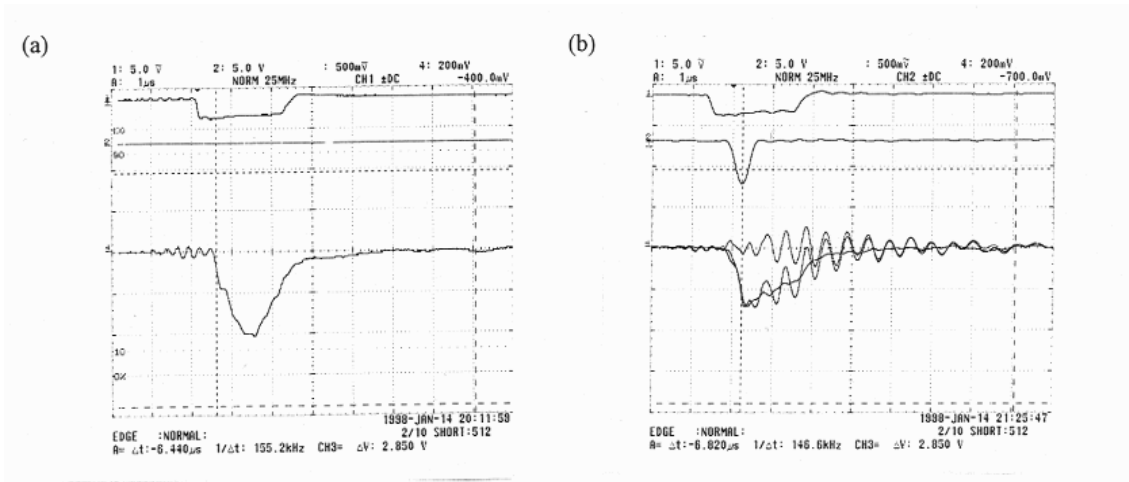 (a)
1: 5.0 V̄ 2: 5.0 V : 500mV̄ 4: 200mV
A: 1µs NORM 25MHz CH1 ±DC -400.0mV
10
0%
1998-JAN-14 20:11:59
EDGE :NORMAL: 2/10 SHORT:512
A= Δt:-6.440µs 1/Δt: 155.2kHz CH3= ΔV: 2.850 V
(b)
1: 5.0 V̄ 2: 5.0 V : 500mV̄ 4: 200mV
A: 1µs NORM 25MHz CH2 ±DC -700.0mV
1998-JAN-14 21:25:47
EDGE :NORMAL: 2/10 SHORT:512
A= Δt:-6.820µs 1/Δt: 146.6kHz CH3= ΔV: 2.850 V